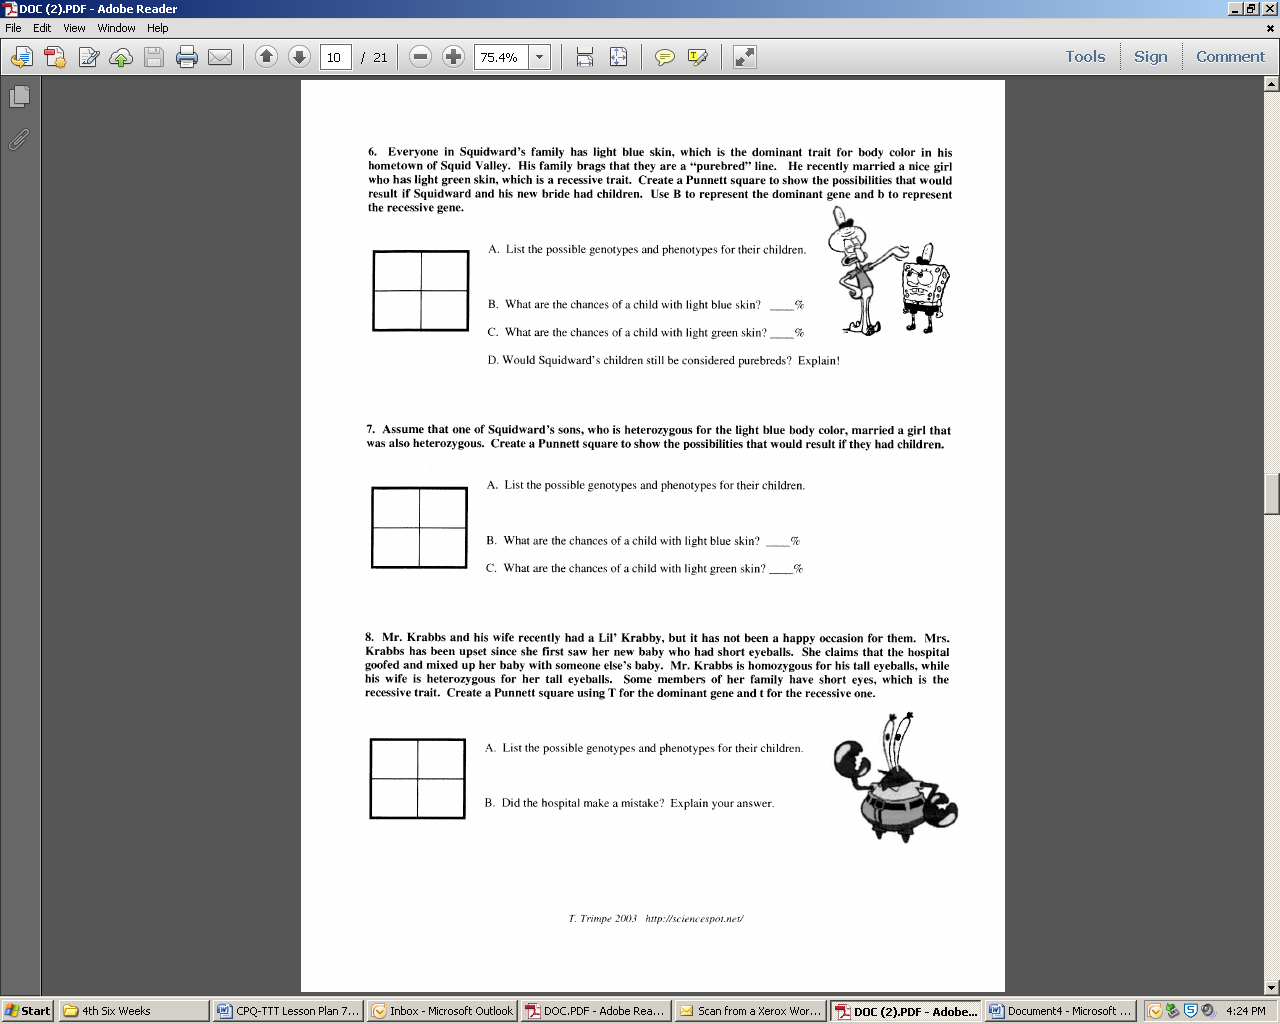 DOC (2).PDF - Adobe Reader
File Edit View Window Help
10 / 21 75.4% Tools Sign Comment
6. Everyone in Squidward's family has light blue skin, which is the dominant trait for body color in his
hometown of Squid Valley. His family brags that they are a "purebred" line. He recently married a nice girl
who has light green skin, which is a recessive trait. Create a Punnett square to show the possibilities that would
result if Squidward and his new bride had children. Use B to represent the dominant gene and b to represent
the recessive gene.
A. List the possible genotypes and phenotypes for their children.
B. What are the chances of a child with light blue skin? ____%
C. What are the chances of a child with light green skin? ____%
D. Would Squidward's children still be considered purebreds? Explain!
7. Assume that one of Squidward's sons, who is heterozygous for the light blue body color, married a girl that
was also heterozygous. Create a Punnett square to show the possibilities that would result if they had children.
A. List the possible genotypes and phenotypes for their children.
B. What are the chances of a child with light blue skin? ____%
C. What are the chances of a child with light green skin? ____%
8. Mr. Krabbs and his wife recently had a Lil' Krabby, but it has not been a happy occasion for them. Mrs.
Krabbs has been upset since she first saw her new baby who had short eyeballs. She claims that the hospital
goofed and mixed up her baby with someone else's baby. Mr. Krabbs is homozygous for his tall eyeballs, while
his wife is heterozygous for her tall eyeballs. Some members of her family have short eyes, which is the
recessive trait. Create a Punnett square using T for the dominant gene and t for the recessive one.
A. List the possible genotypes and phenotypes for their children.
B. Did the hospital make a mistake? Explain your answer.
T. Trimpe 2003 http://sciencespot.net/
Start 4th Six Weeks CPQ-TTT Lesson Plan 7... Inbox - Microsoft Outlook DOC.PDF - Adobe Rea... Scan from a Xerox Wor... DOC (2).PDF - Adobe... Document4 - Microsoft ... 4:24 PM